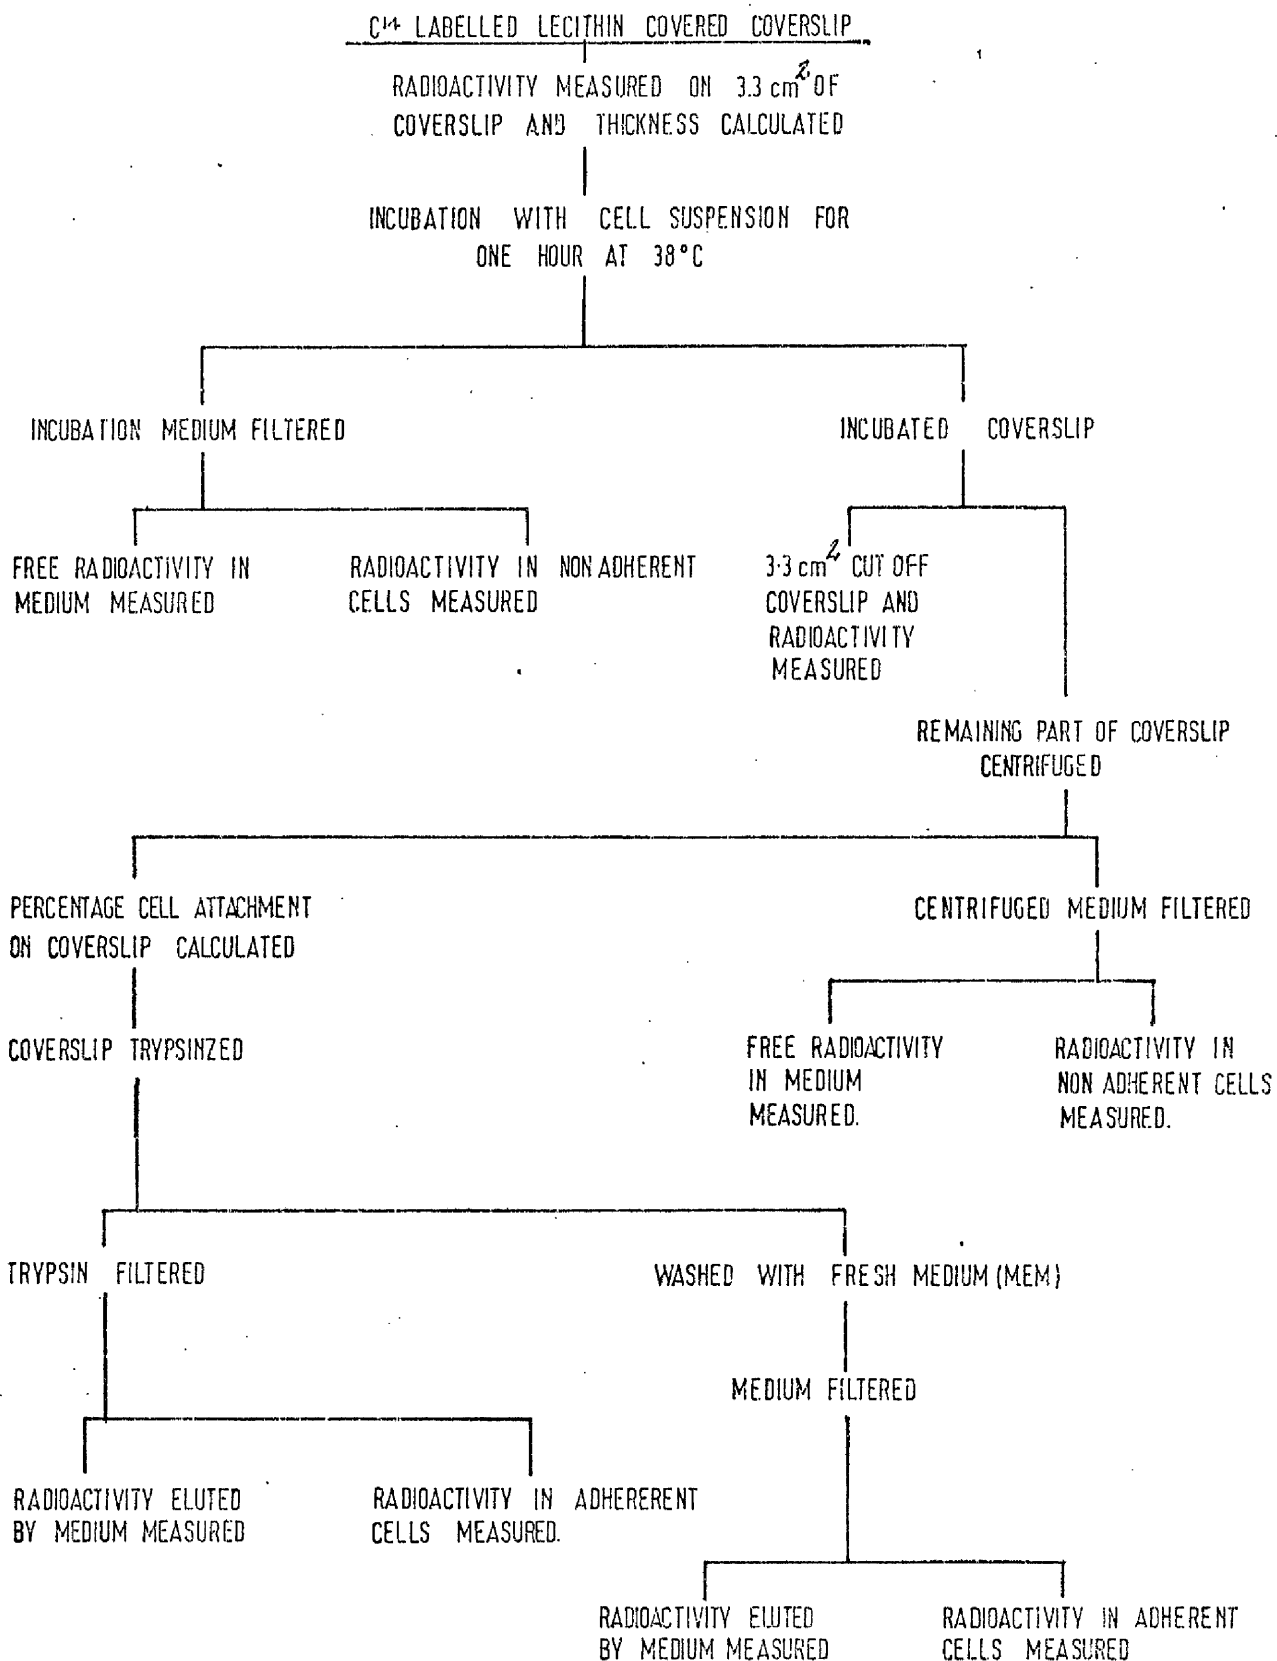 C¹⁴ LABELLED LECITHIN COVERED COVERSLIP
RADIOACTIVITY MEASURED ON 3.3 cm² OF
COVERSLIP AND THICKNESS CALCULATED
INCUBATION WITH CELL SUSPENSION FOR
ONE HOUR AT 38°C
INCUBATION MEDIUM FILTERED
INCUBATED COVERSLIP
FREE RADIOACTIVITY IN
MEDIUM MEASURED
RADIOACTIVITY IN NON ADHERENT
CELLS MEASURED
3·3 cm² CUT OFF
COVERSLIP AND
RADIOACTIVITY
MEASURED
REMAINING PART OF COVERSLIP
CENTRIFUGED
PERCENTAGE CELL ATTACHMENT
ON COVERSLIP CALCULATED
CENTRIFUGED MEDIUM FILTERED
COVERSLIP TRYPSINZED
FREE RADIOACTIVITY
IN MEDIUM
MEASURED.
RADIOACTIVITY IN
NON ADHERENT CELLS
MEASURED.
TRYPSIN FILTERED
WASHED WITH FRESH MEDIUM (MEM)
MEDIUM FILTERED
RADIOACTIVITY ELUTED
BY MEDIUM MEASURED
RADIOACTIVITY IN ADHERERENT
CELLS MEASURED.
RADIOACTIVITY ELUTED
BY MEDIUM MEASURED
RADIOACTIVITY IN ADHERENT
CELLS MEASURED